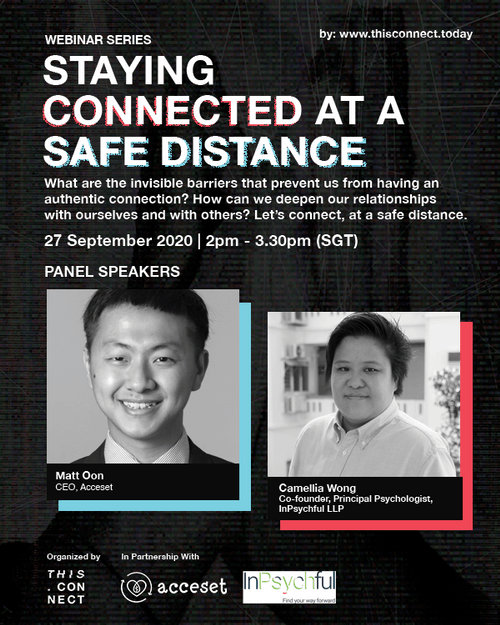 by: www.thisconnect.today
WEBINAR SERIES
STAYING
CONNECTED AT A
SAFE DISTANCE
What are the invisible barriers that prevent us from having an
authentic connection? How can we deepen our relationships
with ourselves and with others? Let's connect, at a safe distance.
27 September 2020 | 2pm - 3.30pm (SGT)
PANEL SPEAKERS
Matt Oon
CEO, Acceset
Camellia Wong
Co-founder, Principal Psychologist,
InPsychful LLP
Organized by
THIS
. CON
NECT
In Partnership With
acceset
InPsychful
Find your way forward